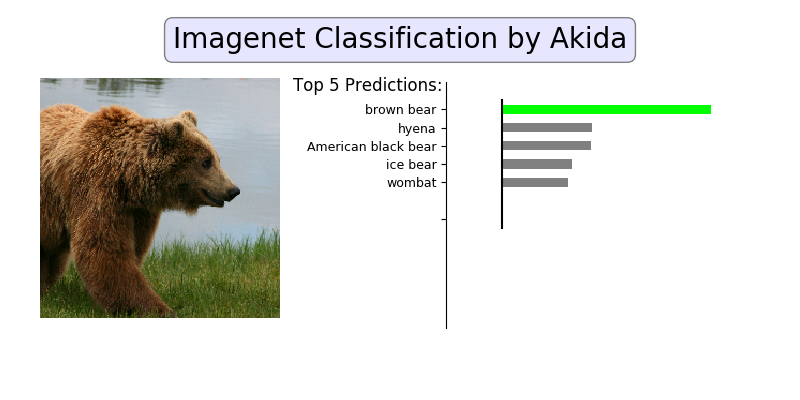 Imagenet Classification by Akida
Top 5 Predictions:
brown bear
hyena
American black bear
ice bear
wombat